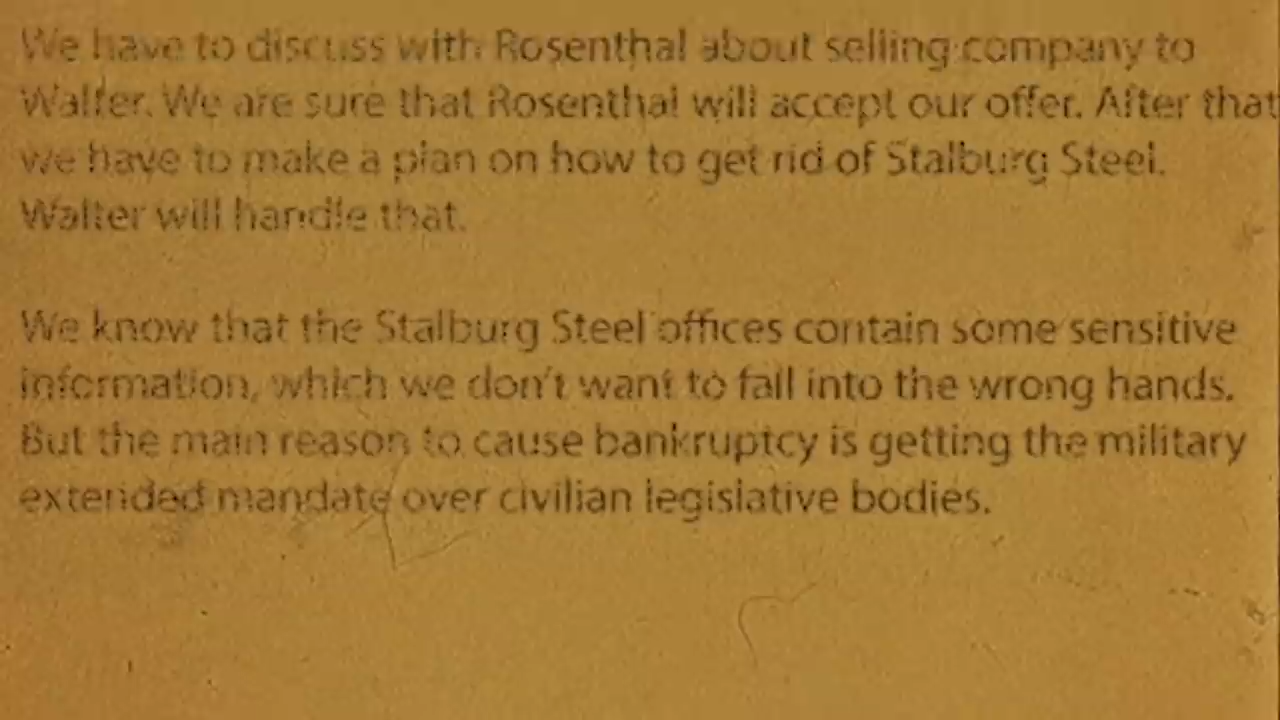 We have to discuss with Rosenthal about selling company to
Walter. We are sure that Rosenthal will accept our offer. After that
we have to make a plan on how to get rid of Stalburg Steel.
Walter will handle that.
We know that the Stalburg Steel offices contain some sensitive
information, which we don't want to fall into the wrong hands.
But the main reason to cause bankruptcy is getting the military
extended mandate over civilian legislative bodies.